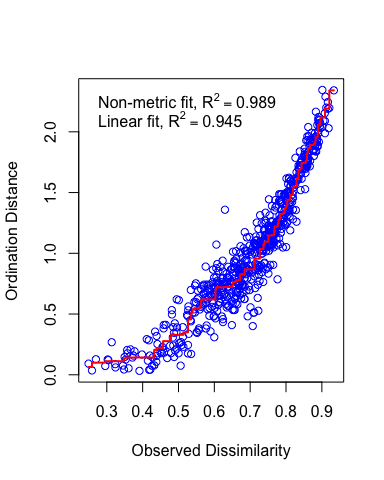 Non-metric fit, R² = 0.989
Linear fit, R² = 0.945
2.0
1.5
1.0
0.5
0.0
Ordination Distance
0.3 0.4 0.5 0.6 0.7 0.8 0.9
Observed Dissimilarity